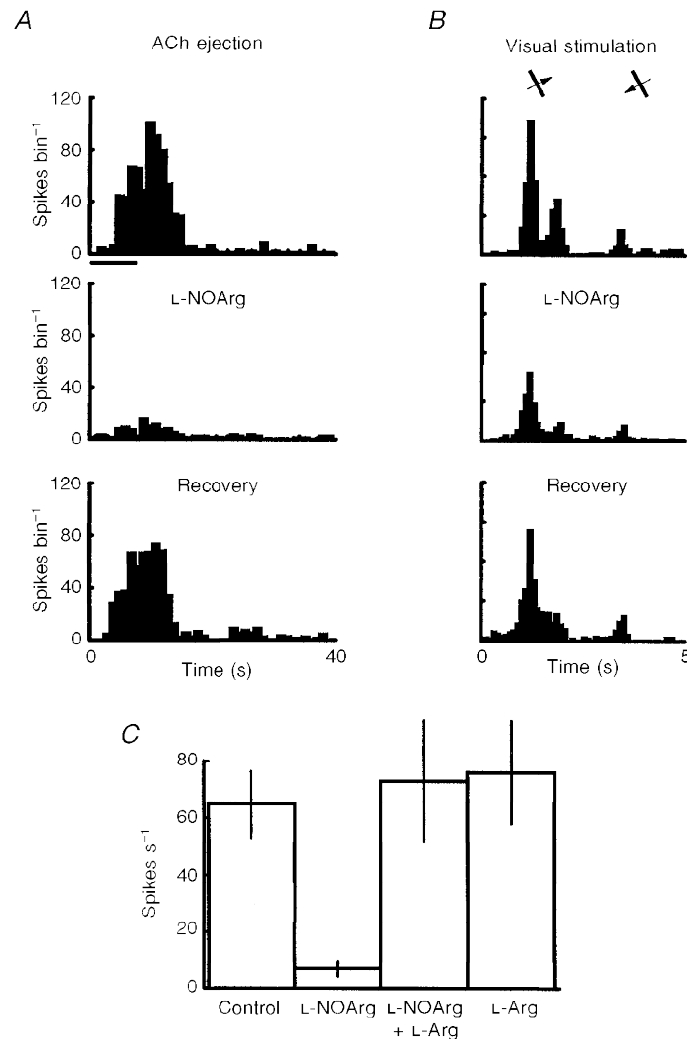 A
B
ACh ejection
Visual stimulation
120
80
40
0
Spikes bin⁻¹
L-NOArg
L-NOArg
120
80
40
0
Spikes bin⁻¹
Recovery
Recovery
120
80
40
0
Spikes bin⁻¹
0
40
Time (s)
0
5
Time (s)
C
80
60
40
20
0
Spikes s⁻¹
Control
L-NOArg
L-NOArg
+ L-Arg
L-Arg